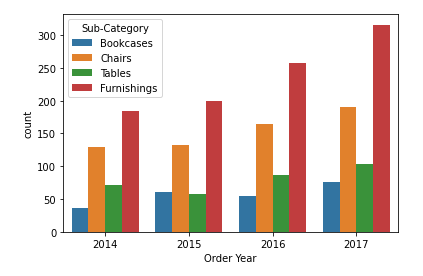 Sub-Category
Bookcases
Chairs
Tables
Furnishings
300
250
200
150
100
50
0
count
2014 2015 2016 2017
Order Year